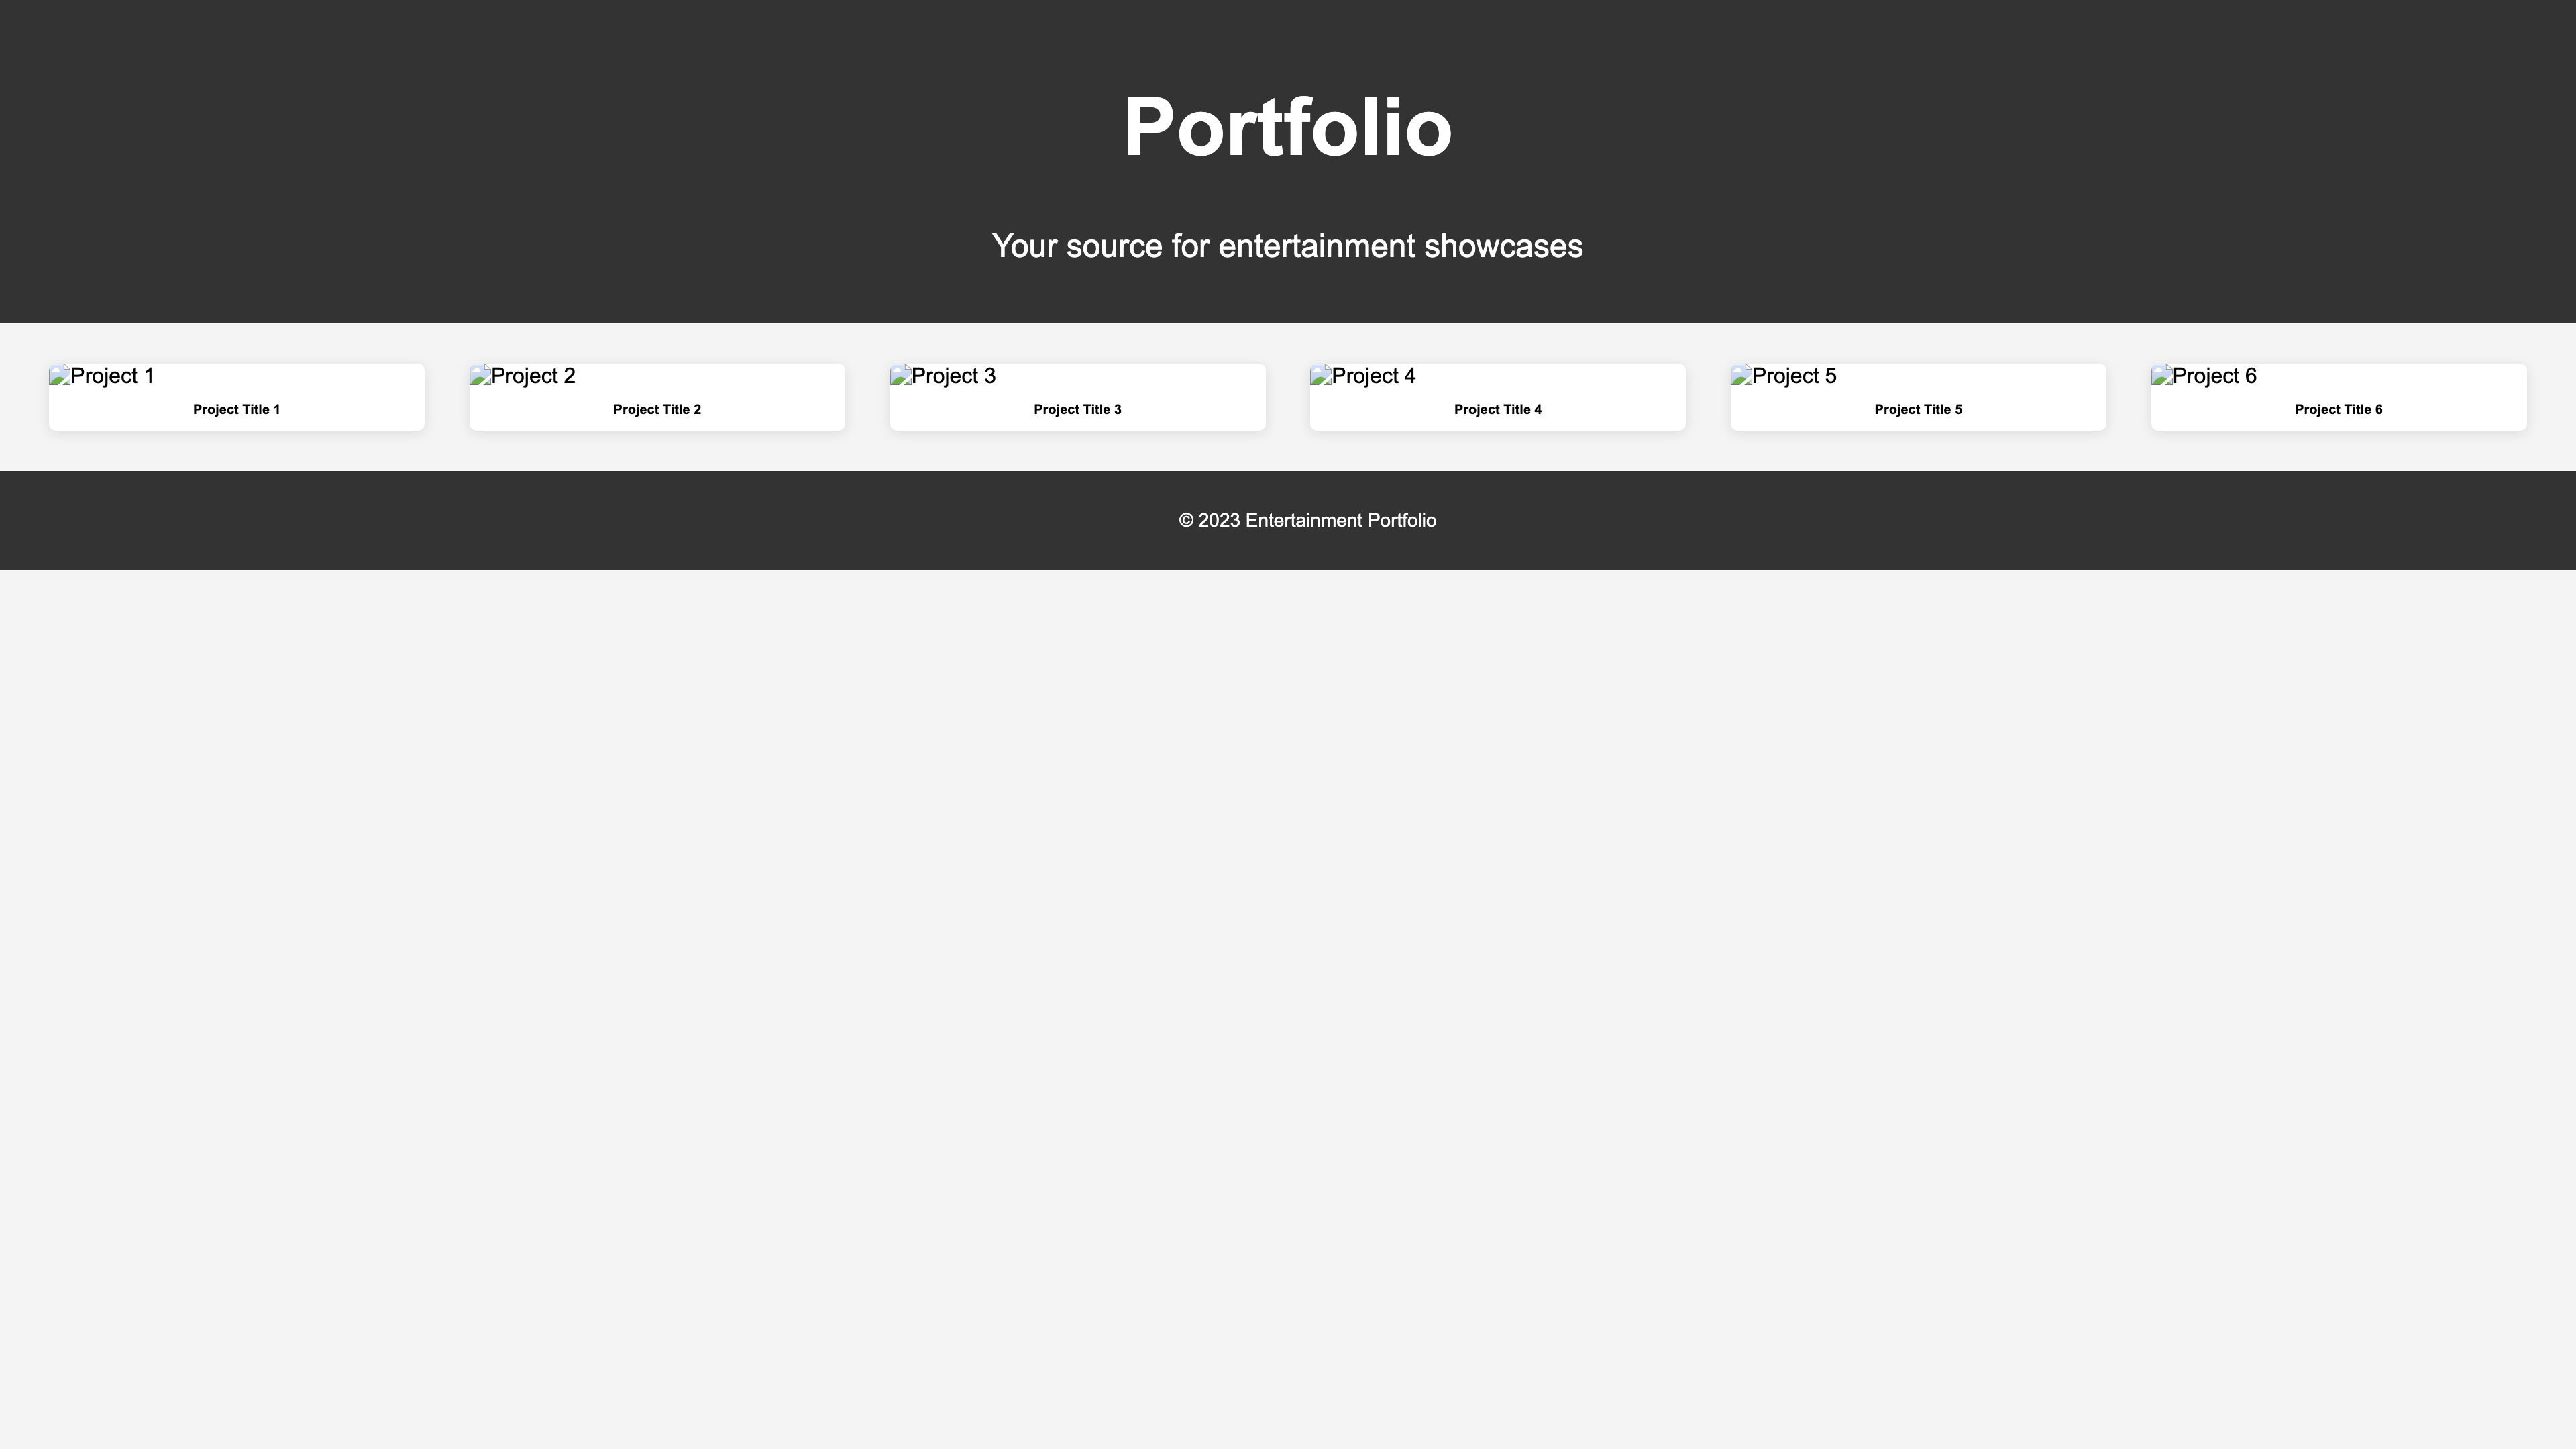 Portfolio
Your source for entertainment showcases
Project 1
Project Title 1
Project 2
Project Title 2
Project 3
Project Title 3
Project 4
Project Title 4
Project 5
Project Title 5
Project 6
Project Title 6
© 2023 Entertainment Portfolio